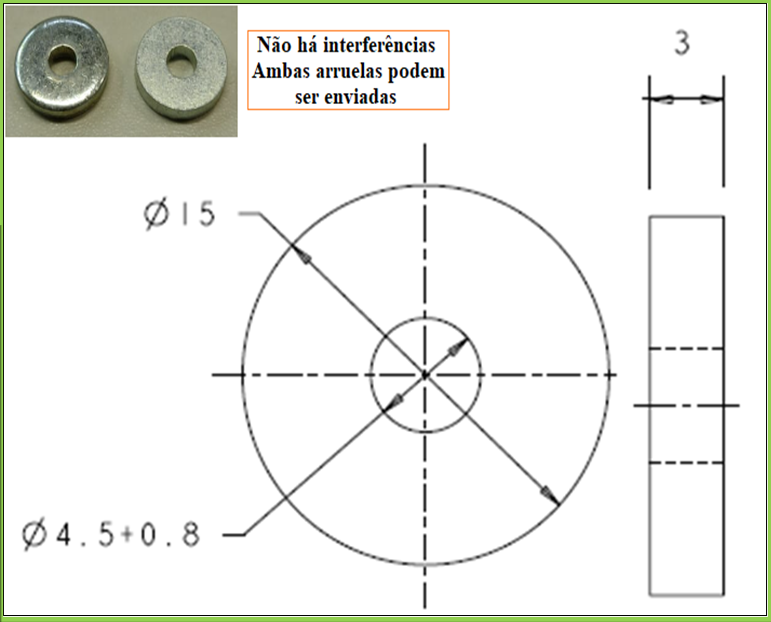 Não há interferências
Ambas arruelas podem
ser enviadas
3
Ø15
Ø4.5+0.8